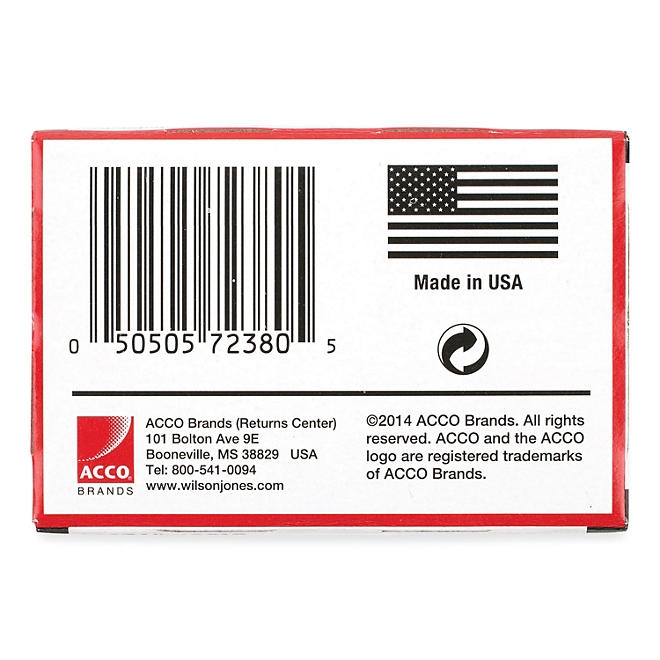 0 50505 72380 5
Made in USA
ACCO
BRANDS
ACCO Brands (Returns Center)
101 Bolton Ave 9E
Booneville, MS 38829 USA
Tel: 800-541-0094
www.wilsonjones.com
©2014 ACCO Brands. All rights
reserved. ACCO and the ACCO
logo are registered trademarks
of ACCO Brands.